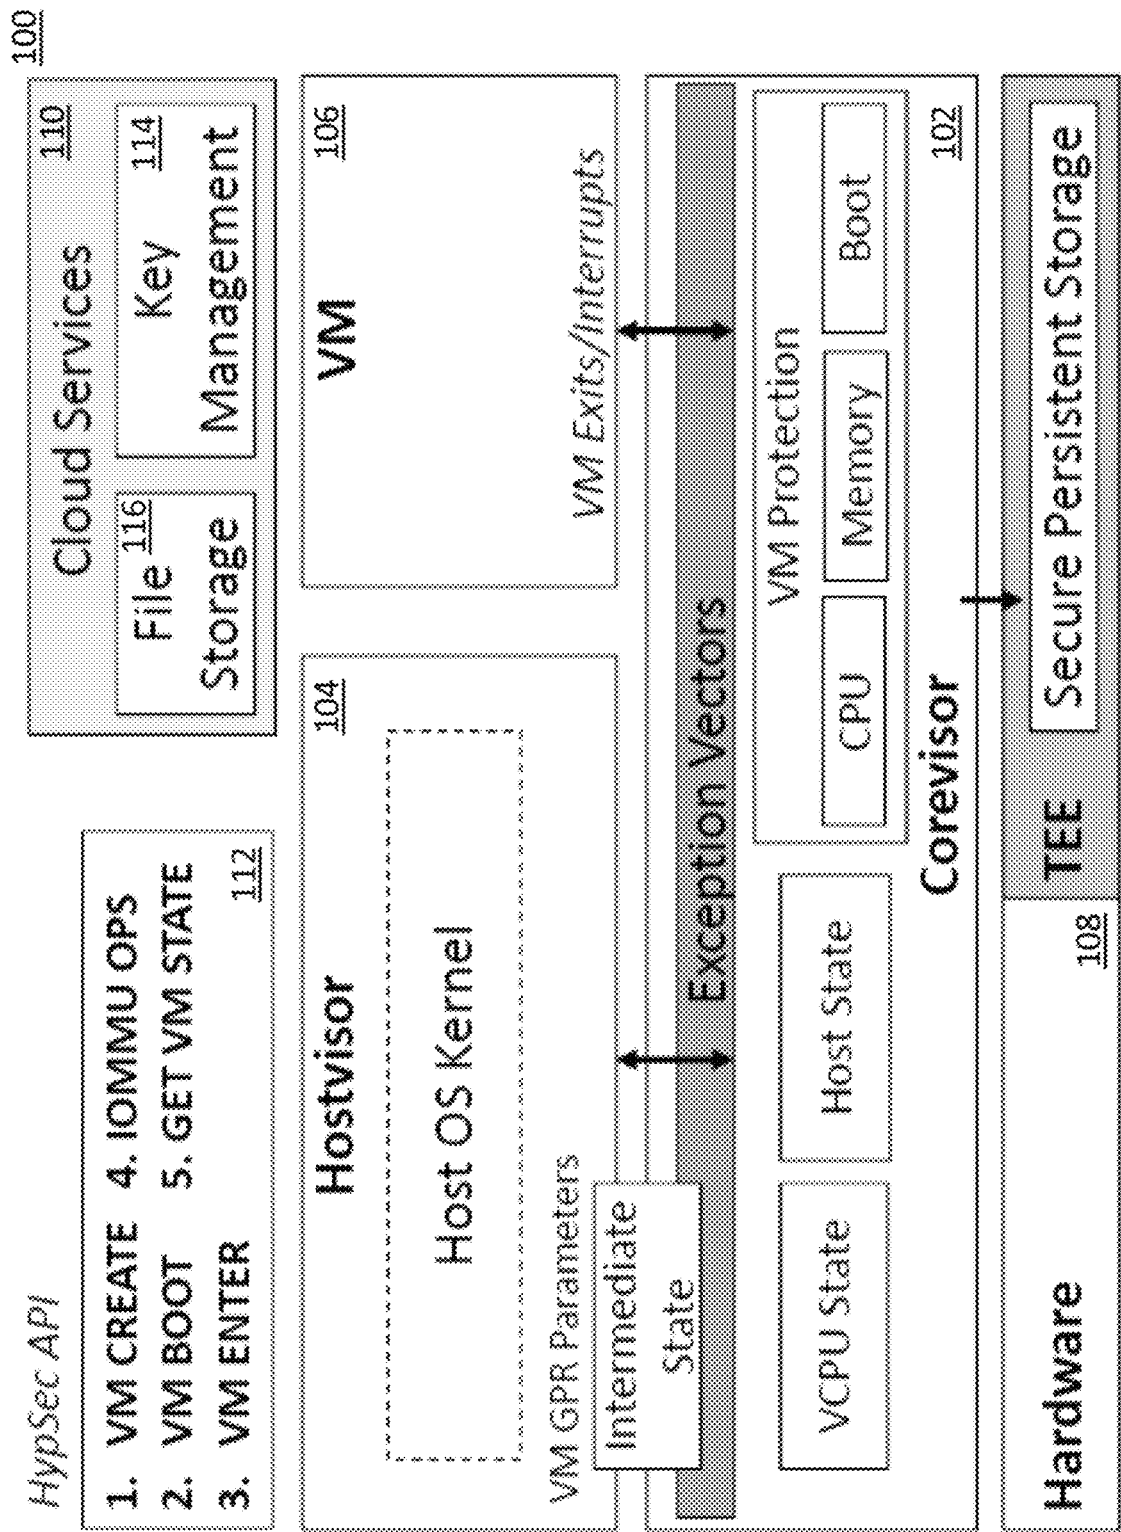 100
HypSec API
1. VM CREATE 4. IOMMU OPS
2. VM BOOT 5. GET VM STATE
3. VM ENTER
112
Cloud Services
110
File
116
Storage
Key
114
Management
Hostvisor
104
Host OS Kernel
VM GPR Parameters
VM
106
VM Exits/Interrupts
Intermediate
State
Exception Vectors
VCPU State
Host State
VM Protection
CPU
Memory
Boot
Corevisor
102
Hardware
108
TEE
Secure Persistent Storage